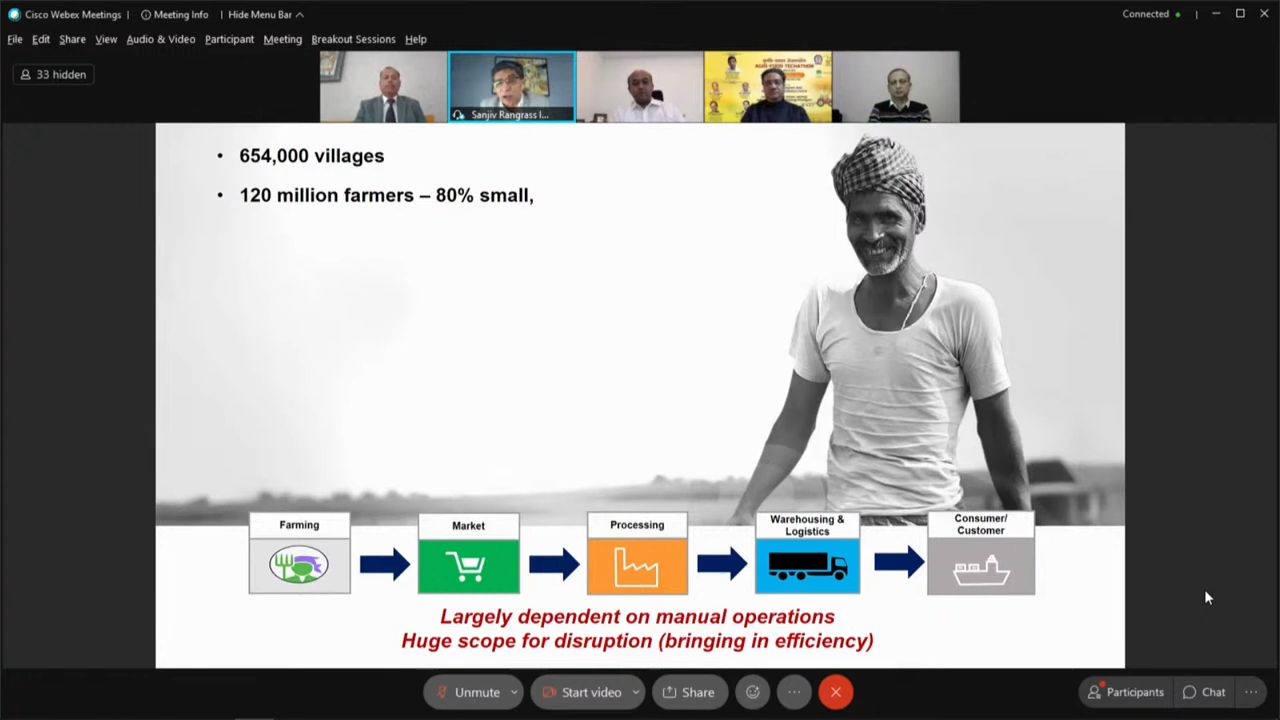 Cisco Webex Meetings
Meeting Info
Hide Menu Bar
Connected
File Edit Share View Audio & Video Participant Meeting Breakout Sessions Help
33 hidden
Sanjiv Rangrass I...
AGRI-FOOD TECHATHON
• 654,000 villages
• 120 million farmers – 80% small,
Farming
Market
Processing
Warehousing &
Logistics
Consumer/
Customer
Largely dependent on manual operations
Huge scope for disruption (bringing in efficiency)
Unmute
Start video
Share
Participants
Chat